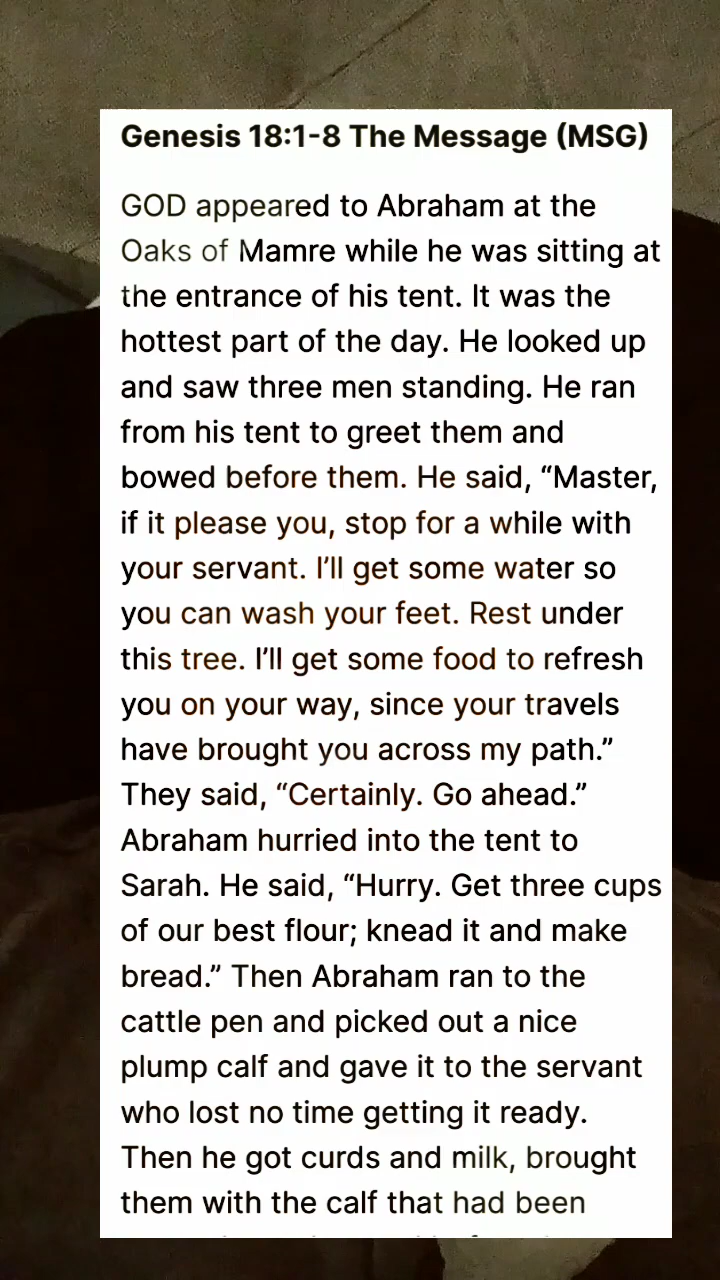 Genesis 18:1-8 The Message (MSG)
GOD appeared to Abraham at the
Oaks of Mamre while he was sitting at
the entrance of his tent. It was the
hottest part of the day. He looked up
and saw three men standing. He ran
from his tent to greet them and
bowed before them. He said, “Master,
if it please you, stop for a while with
your servant. I’ll get some water so
you can wash your feet. Rest under
this tree. I’ll get some food to refresh
you on your way, since your travels
have brought you across my path.”
They said, “Certainly. Go ahead.”
Abraham hurried into the tent to
Sarah. He said, “Hurry. Get three cups
of our best flour; knead it and make
bread.” Then Abraham ran to the
cattle pen and picked out a nice
plump calf and gave it to the servant
who lost no time getting it ready.
Then he got curds and milk, brought
them with the calf that had been